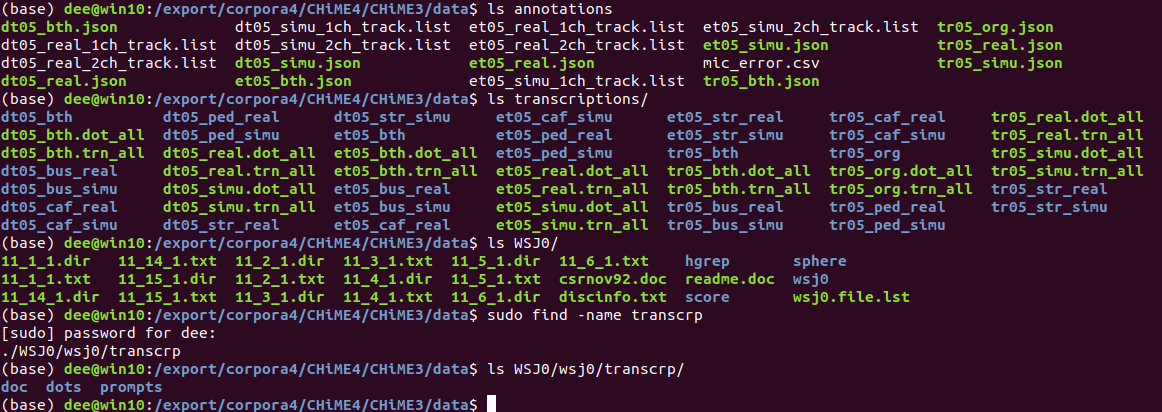 (base) dee@win10:/export/corpora4/CHiME4/CHiME3/data$ ls annotations
dt05_bth.json dt05_simu_1ch_track.list et05_real_1ch_track.list et05_simu_2ch_track.list tr05_org.json
dt05_real_1ch_track.list dt05_simu_2ch_track.list et05_real_2ch_track.list et05_simu.json tr05_real.json
dt05_real_2ch_track.list dt05_simu.json et05_real.json mic_error.csv tr05_simu.json
dt05_real.json et05_bth.json et05_simu_1ch_track.list tr05_bth.json
(base) dee@win10:/export/corpora4/CHiME4/CHiME3/data$ ls transcriptions/
dt05_bth dt05_ped_real dt05_str_simu et05_caf_simu et05_str_real tr05_caf_real tr05_real.dot_all
dt05_bth.dot_all dt05_ped_simu et05_bth et05_ped_real et05_str_simu tr05_caf_simu tr05_real.trn_all
dt05_bth.trn_all dt05_real.dot_all et05_bth.dot_all et05_ped_simu tr05_bth tr05_org tr05_simu.dot_all
dt05_bus_real dt05_real.trn_all et05_bth.trn_all et05_real.dot_all tr05_bth.dot_all tr05_org.dot_all tr05_simu.trn_all
dt05_bus_simu dt05_simu.dot_all et05_bus_real et05_real.trn_all tr05_bth.trn_all tr05_org.trn_all tr05_str_real
dt05_caf_real dt05_simu.trn_all et05_bus_simu et05_simu.dot_all tr05_bus_real tr05_ped_real tr05_str_simu
dt05_caf_simu dt05_str_real et05_caf_real et05_simu.trn_all tr05_bus_simu tr05_ped_simu
(base) dee@win10:/export/corpora4/CHiME4/CHiME3/data$ ls WSJ0/
11_1_1.dir 11_14_1.txt 11_2_1.dir 11_3_1.txt 11_5_1.dir 11_6_1.txt hgrep sphere
11_1_1.txt 11_15_1.dir 11_2_1.txt 11_4_1.dir 11_5_1.txt csrnov92.doc readme.doc wsj0
11_14_1.dir 11_15_1.txt 11_3_1.dir 11_4_1.txt 11_6_1.dir discinfo.txt score wsj0.file.lst
(base) dee@win10:/export/corpora4/CHiME4/CHiME3/data$ sudo find -name transcrp
[sudo] password for dee:
./WSJ0/wsj0/transcrp
(base) dee@win10:/export/corpora4/CHiME4/CHiME3/data$ ls WSJ0/wsj0/transcrp/
doc dots prompts
(base) dee@win10:/export/corpora4/CHiME4/CHiME3/data$